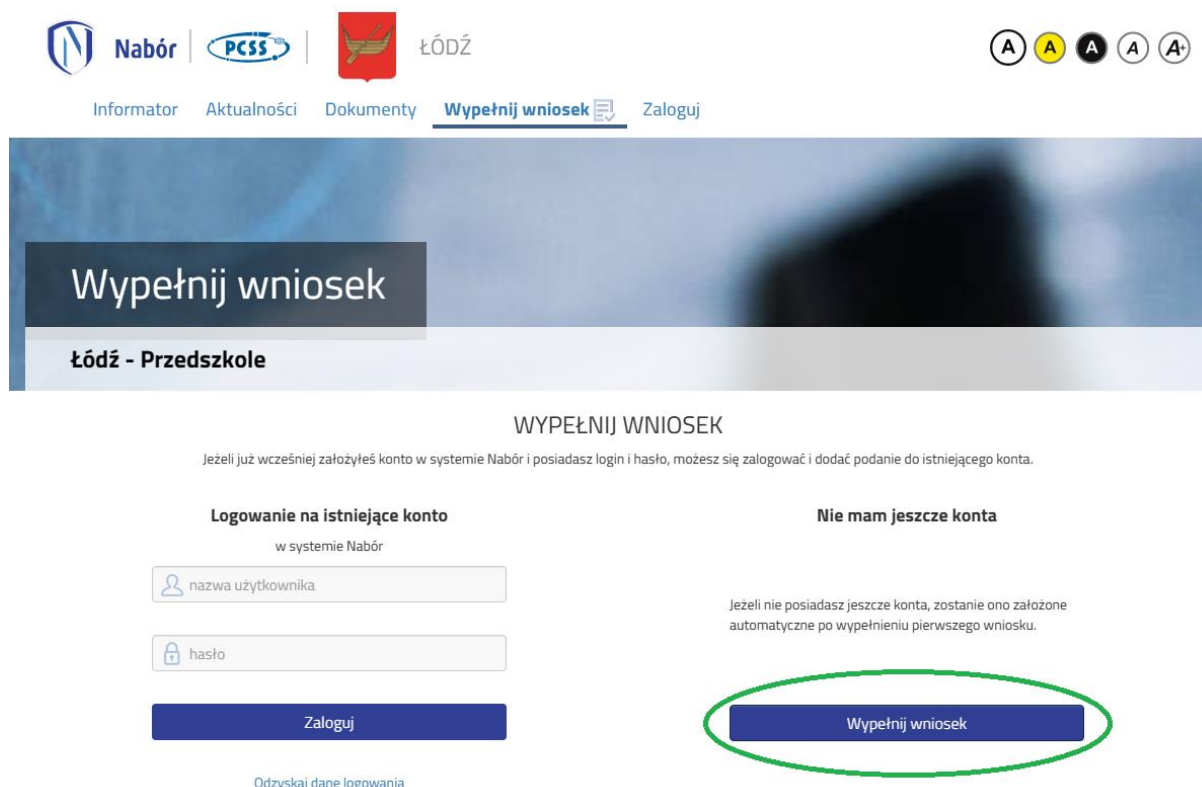 Nabór PCSS ŁÓDŹ A A A A A+
Informator Aktualności Dokumenty Wypełnij wniosek Zaloguj
Wypełnij wniosek
Łódź - Przedszkole
WYPEŁNIJ WNIOSEK
Jeżeli już wcześniej założyłeś konto w systemie Nabór i posiadasz login i hasło, możesz się zalogować i dodać podanie do istniejącego konta.
Logowanie na istniejące konto
w systemie Nabór
nazwa użytkownika
hasło
Zaloguj
Odzyskaj dane logowania
Nie mam jeszcze konta
Jeżeli nie posiadasz jeszcze konta, zostanie ono założone
automatyczne po wypełnieniu pierwszego wniosku.
Wypełnij wniosek